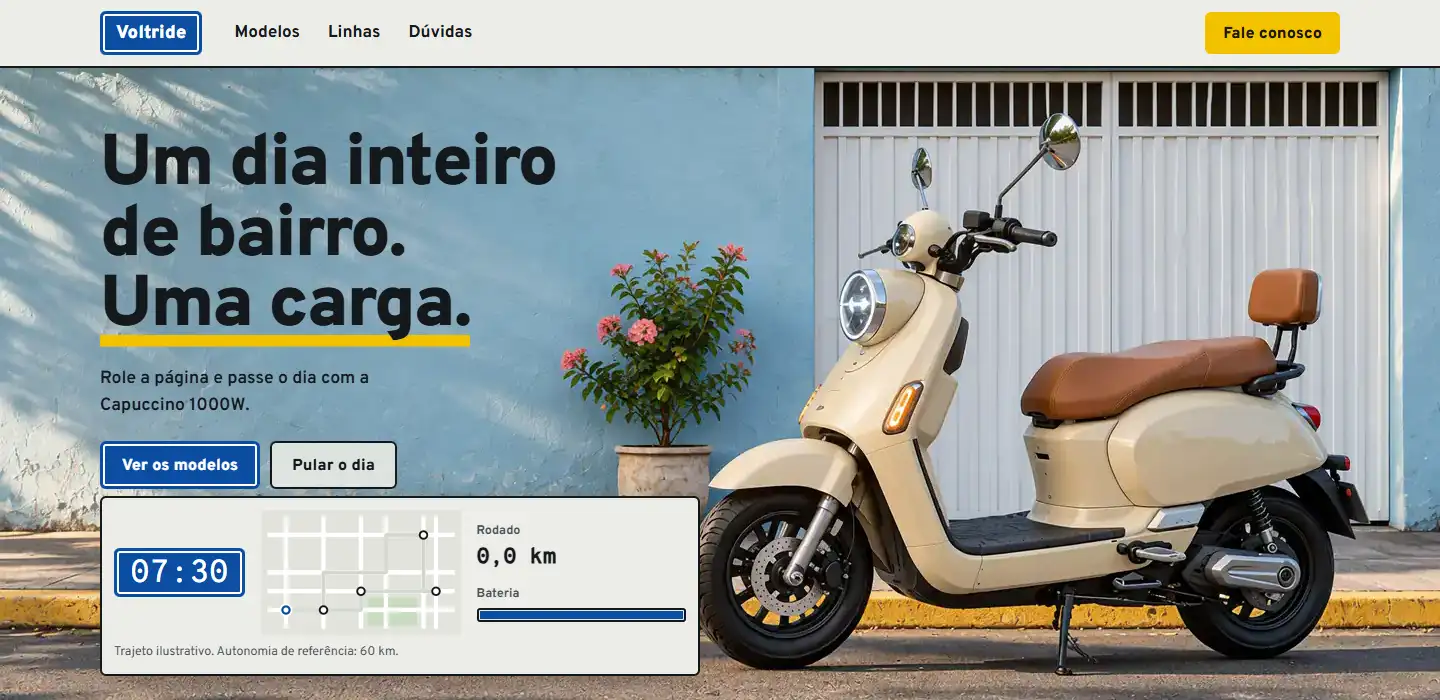 Voltride
Modelos
Linhas
Dúvidas
Fale conosco
Um dia inteiro
de bairro.
Uma carga.
Role a página e passe o dia com a
Capuccino 1000W.
Ver os modelos
Pular o dia
07:30
Rodado
0,0 km
Bateria
Trajeto ilustrativo. Autonomia de referência: 60 km.